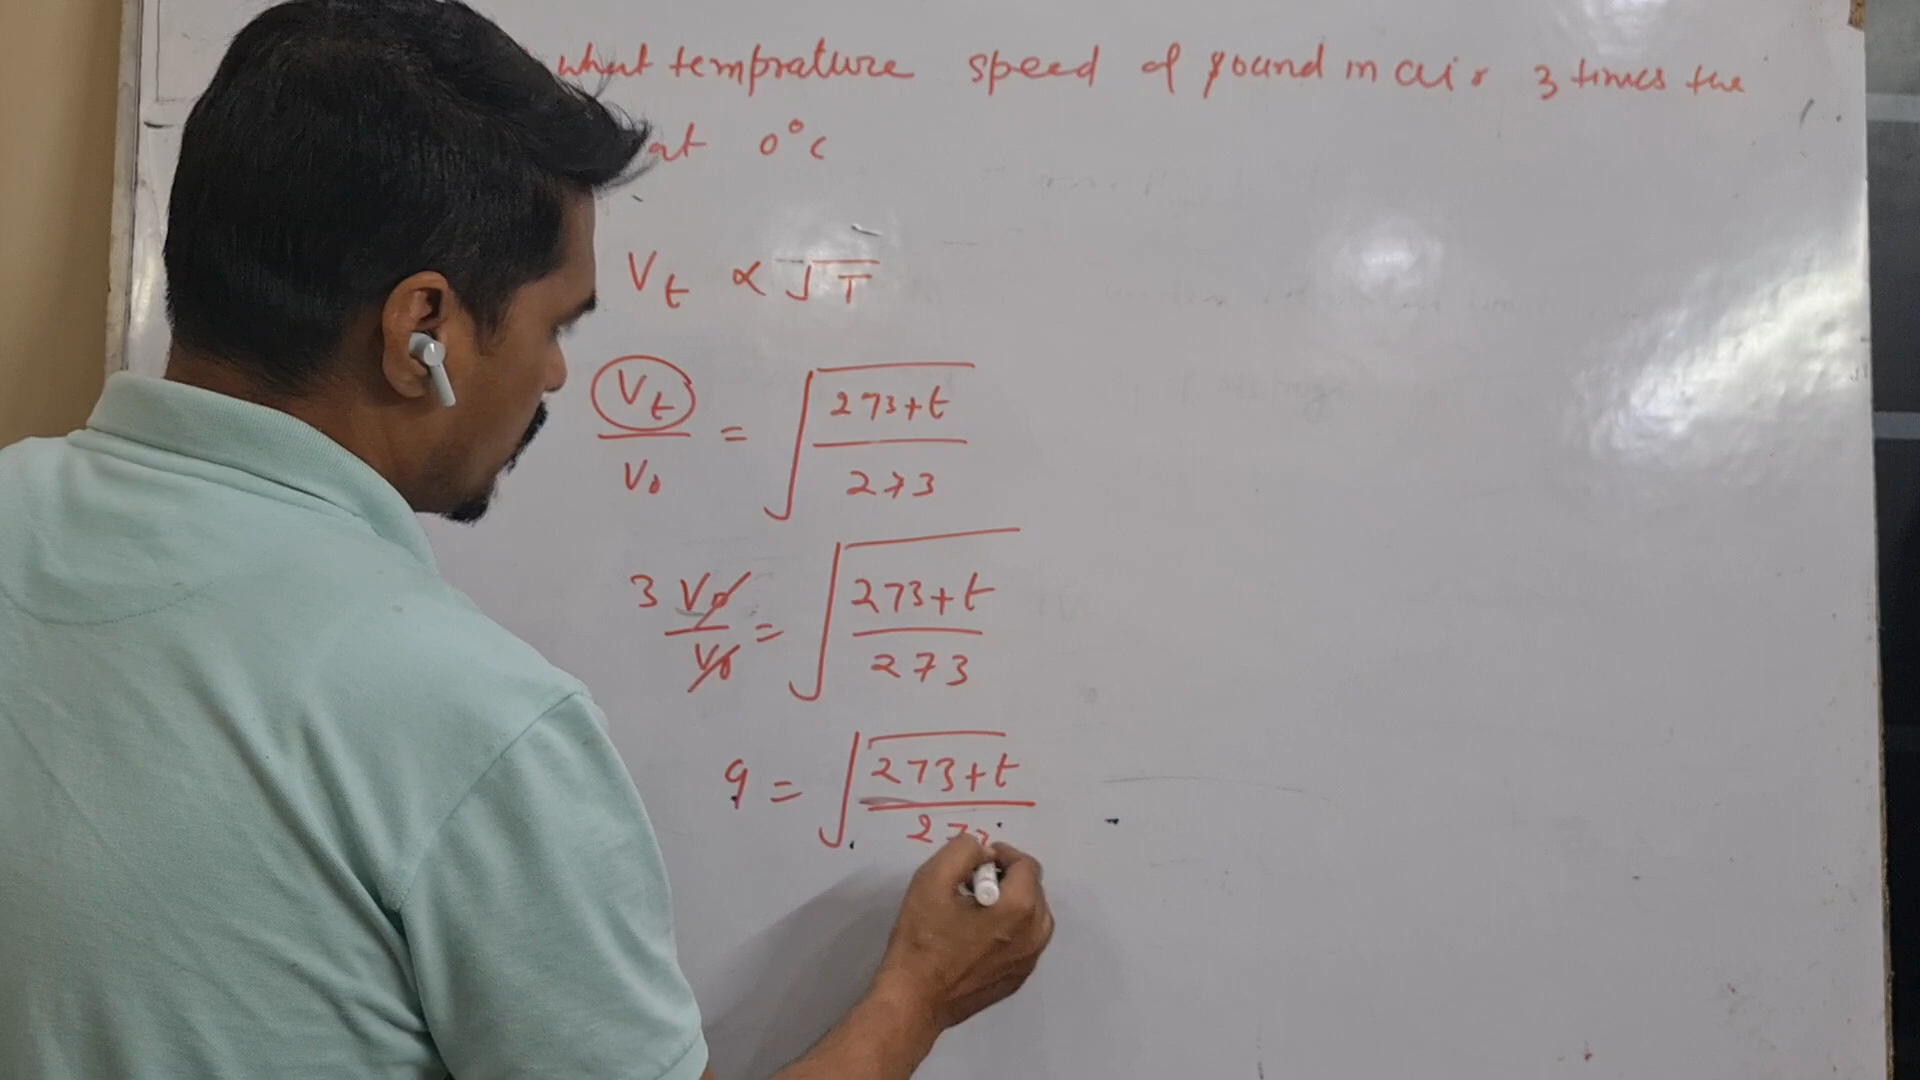 what temprature speed of sound in air 3 times the
at 0°c
Vt ∝ √T
Vt/V0 = √(273+t/273)
3 V0/V0 = √(273+t/273)
9 = √(273+t/273)